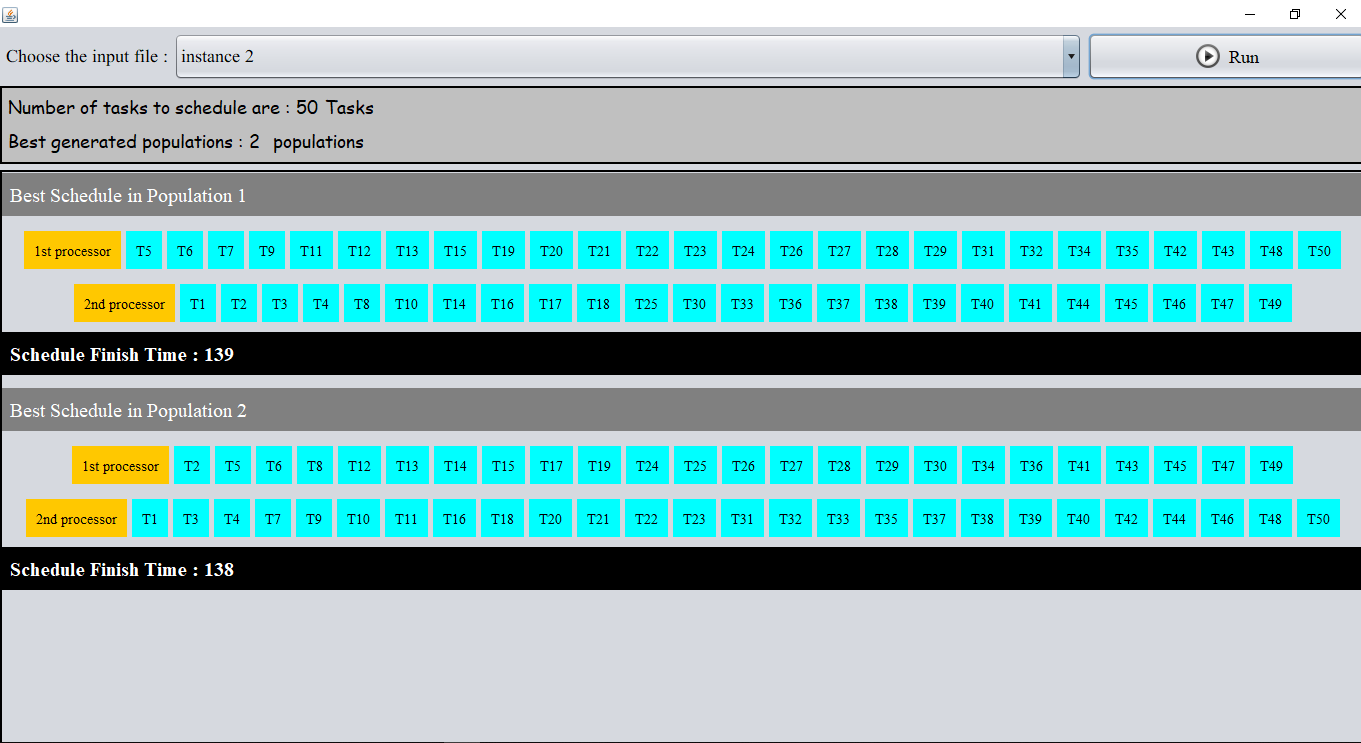 Choose the input file : instance 2 Run
Number of tasks to schedule are : 50 Tasks
Best generated populations : 2 populations
Best Schedule in Population 1
1st processor T5 T6 T7 T9 T11 T12 T13 T15 T19 T20 T21 T22 T23 T24 T26 T27 T28 T29 T31 T32 T34 T35 T42 T43 T48 T50
2nd processor T1 T2 T3 T4 T8 T10 T14 T16 T17 T18 T25 T30 T33 T36 T37 T38 T39 T40 T41 T44 T45 T46 T47 T49
Schedule Finish Time : 139
Best Schedule in Population 2
1st processor T2 T5 T6 T8 T12 T13 T14 T15 T17 T19 T24 T25 T26 T27 T28 T29 T30 T34 T36 T41 T43 T45 T47 T49
2nd processor T1 T3 T4 T7 T9 T10 T11 T16 T18 T20 T21 T22 T23 T31 T32 T33 T35 T37 T38 T39 T40 T42 T44 T46 T48 T50
Schedule Finish Time : 138